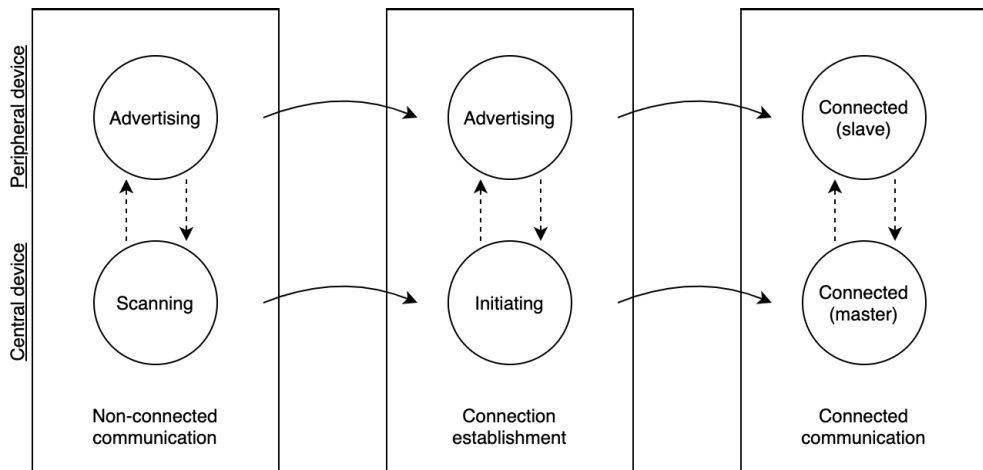 Peripheral device
Advertising
Advertising
Connected
(slave)
Central device
Scanning
Initiating
Connected
(master)
Non-connected
communication
Connection
establishment
Connected
communication